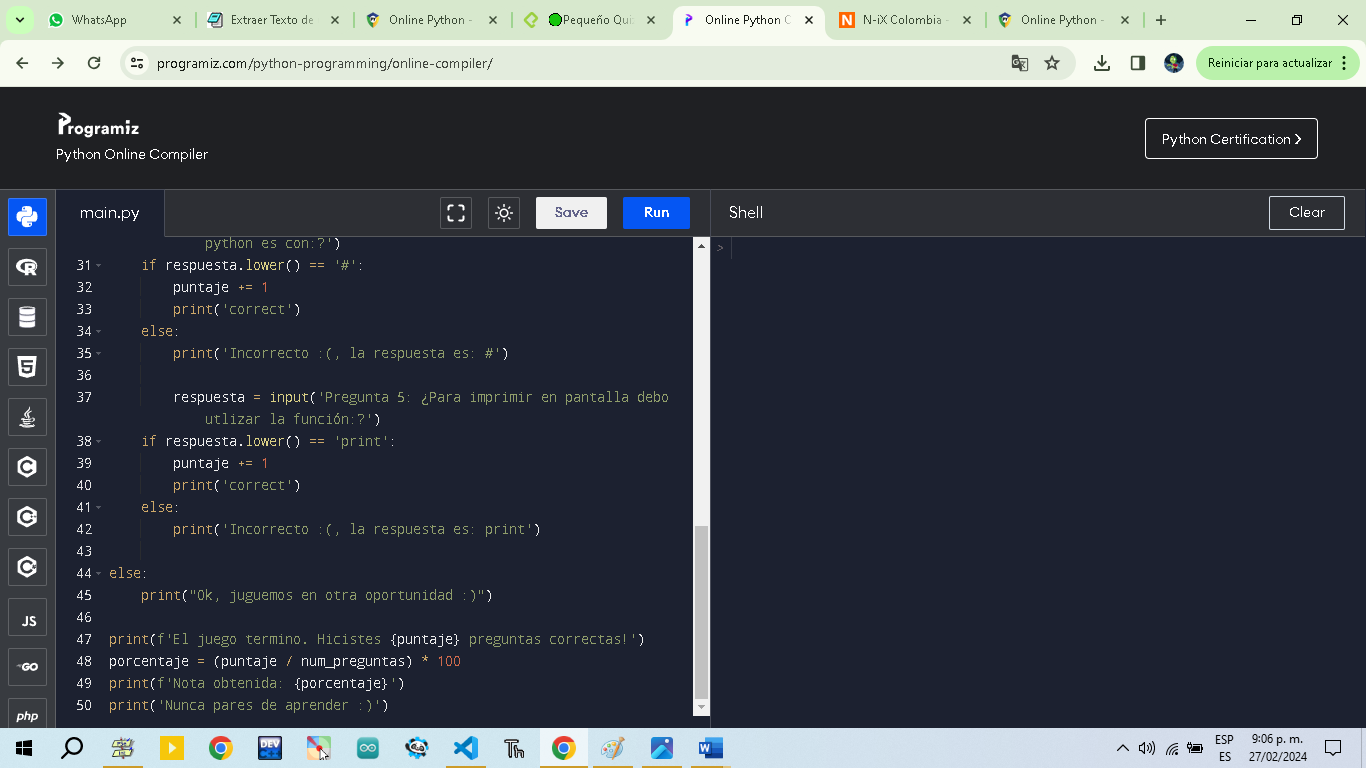 WhatsApp
Extraer Texto de
Online Python -
Pequeño Qui
Online Python C
N-iX Colombia -
Online Python -
programiz.com/python-programming/online-compiler/
Reiniciar para actualizar
Programiz
Python Online Compiler
Python Certification
main.py
Save
Run
Shell
Clear
python es con:?')
31 if respuesta.lower() == '#':
32 puntaje += 1
33 print('correct')
34 else:
35 print('Incorrecto :(, la respuesta es: #')
36
37 respuesta = input('Pregunta 5: ¿Para imprimir en pantalla debo
utlizar la función:?')
38 if respuesta.lower() == 'print':
39 puntaje += 1
40 print('correct')
41 else:
42 print('Incorrecto :(, la respuesta es: print')
43
44 else:
45 print("Ok, juguemos en otra oportunidad :)")
46
47 print(f'El juego termino. Hicistes {puntaje} preguntas correctas!')
48 porcentaje = (puntaje / num_preguntas) * 100
49 print(f'Nota obtenida: {porcentaje}')
50 print('Nunca pares de aprender :)')
>
JS
GO
php
DEV
Th
ESP
ES
9:06 p. m.
27/02/2024